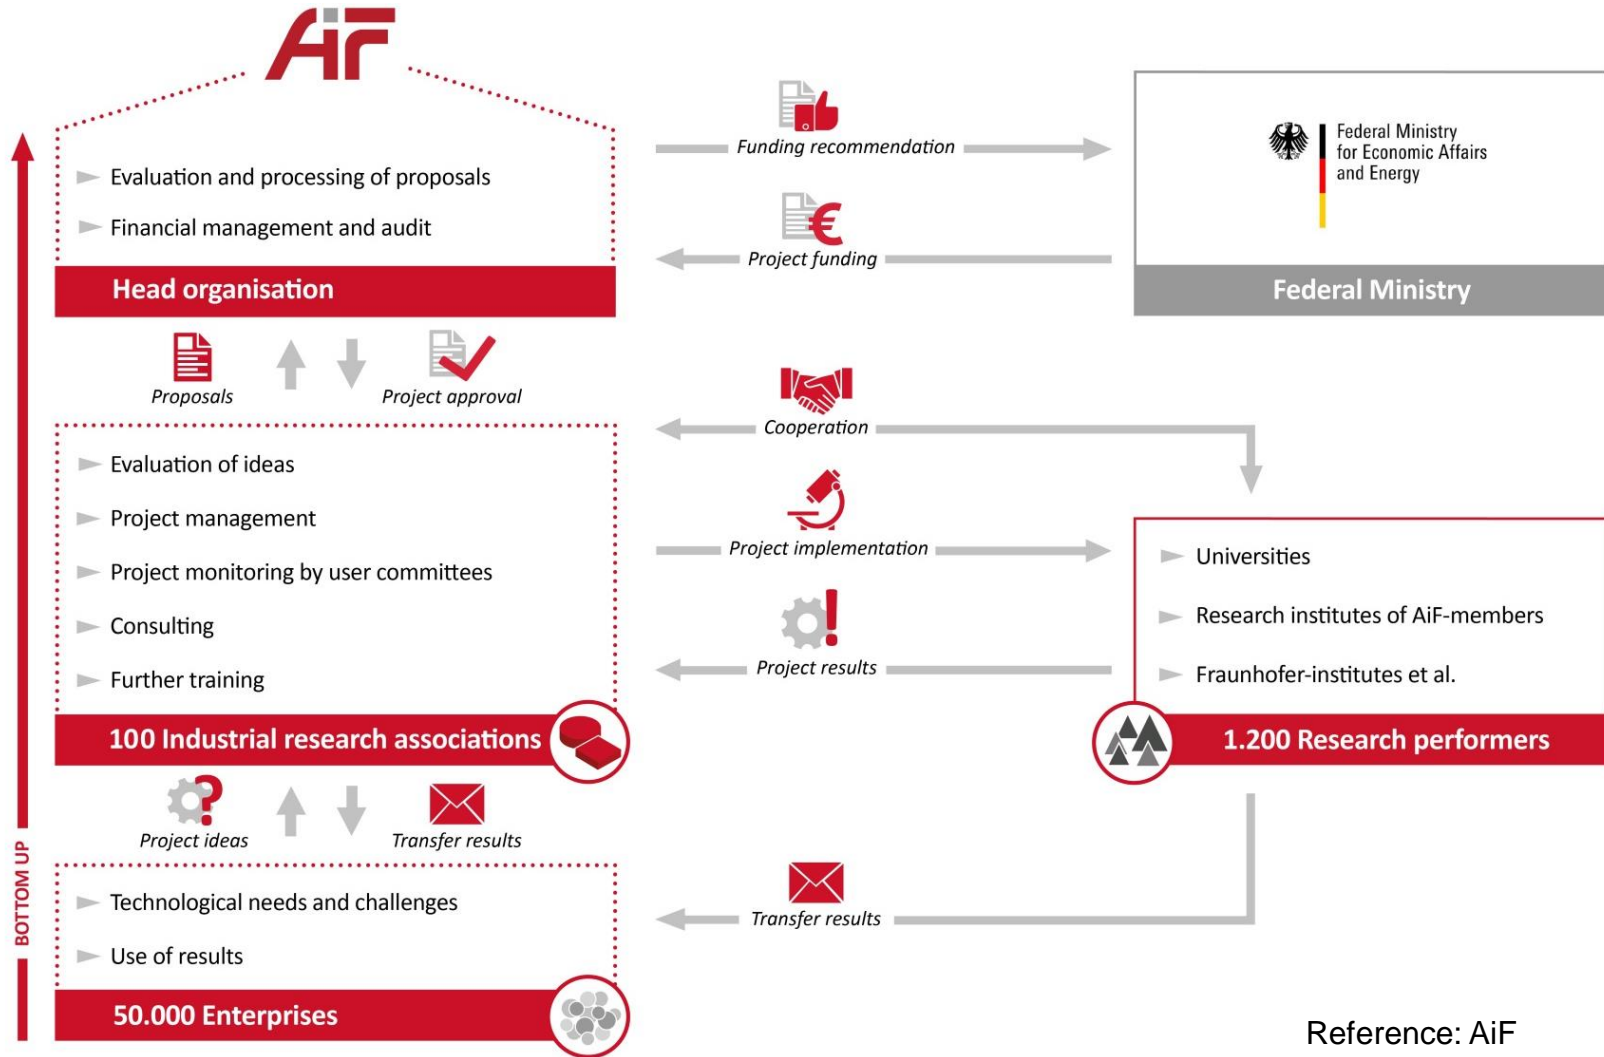 AiF
Evaluation and processing of proposals
Financial management and audit
Head organisation
Funding recommendation
Project funding
Federal Ministry
for Economic Affairs
and Energy
Federal Ministry
Proposals
Project approval
Cooperation
Evaluation of ideas
Project management
Project monitoring by user committees
Consulting
Further training
100 Industrial research associations
Project implementation
Project results
Universities
Research institutes of AiF-members
Fraunhofer-institutes et al.
1.200 Research performers
Project ideas
Transfer results
Technological needs and challenges
Use of results
50.000 Enterprises
Transfer results
BOTTOM UP
Reference: AiF